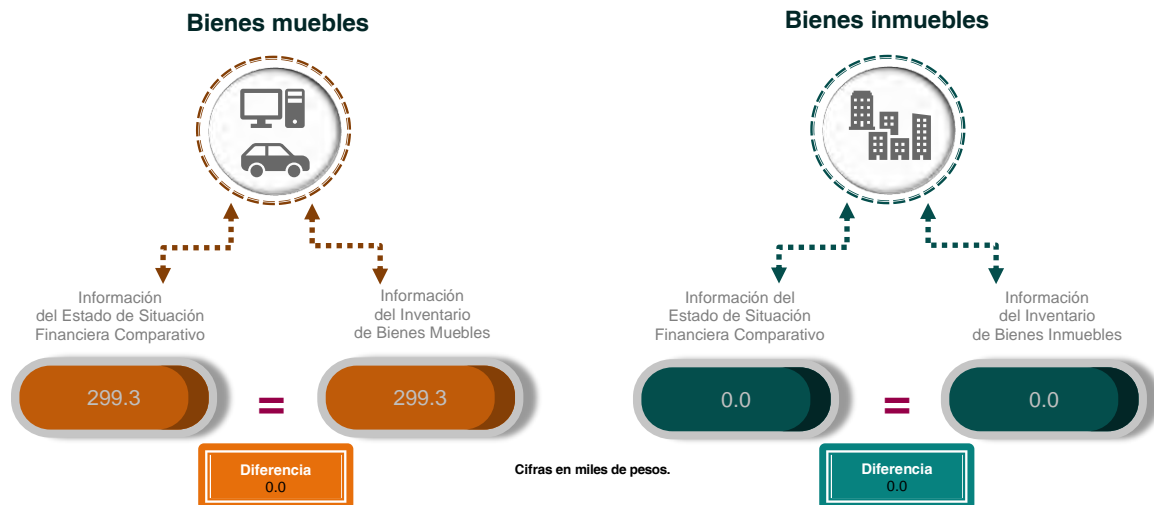 Bienes muebles
Información
del Estado de Situación
Financiera Comparativo
Información
del Inventario
de Bienes Muebles
299.3
=
299.3
Diferencia
0.0
Cifras en miles de pesos.
Bienes inmuebles
Información del
Estado de Situación
Financiera Comparativo
Información
del Inventario
de Bienes Inmuebles
0.0
=
0.0
Diferencia
0.0